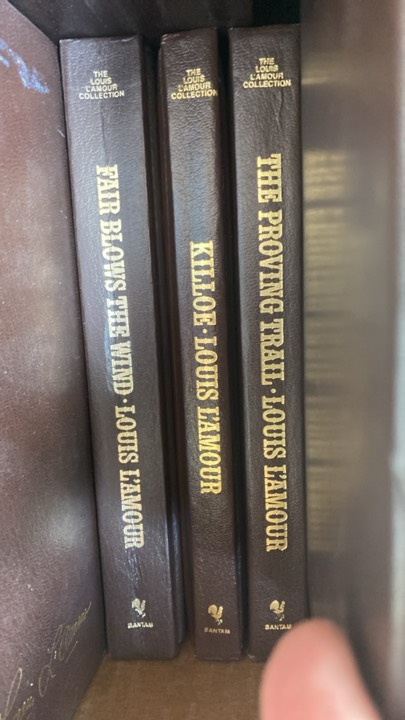 THE
LOUIS
L'AMOUR
COLLECTION
FAIR BLOWS THE WIND · LOUIS L'AMOUR
BANTAM
THE
LOUIS
L'AMOUR
COLLECTION
KILLOE · LOUIS L'AMOUR
BANTAM
THE
LOUIS
L'AMOUR
COLLECTION
THE PROVING TRAIL · LOUIS L'AMOUR
BANTAM